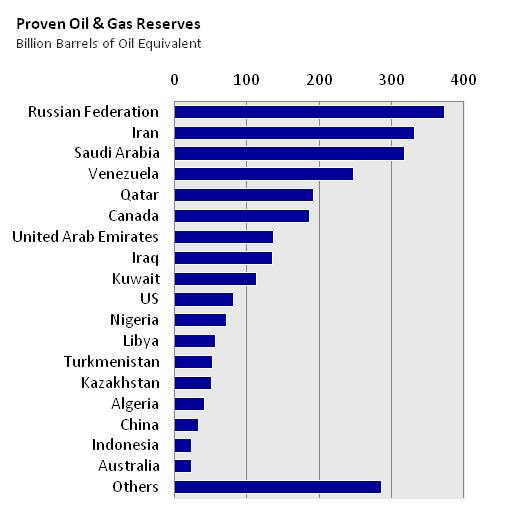 Proven Oil & Gas Reserves
Billion Barrels of Oil Equivalent
0 100 200 300 400
Russian Federation
Iran
Saudi Arabia
Venezuela
Qatar
Canada
United Arab Emirates
Iraq
Kuwait
US
Nigeria
Libya
Turkmenistan
Kazakhstan
Algeria
China
Indonesia
Australia
Others